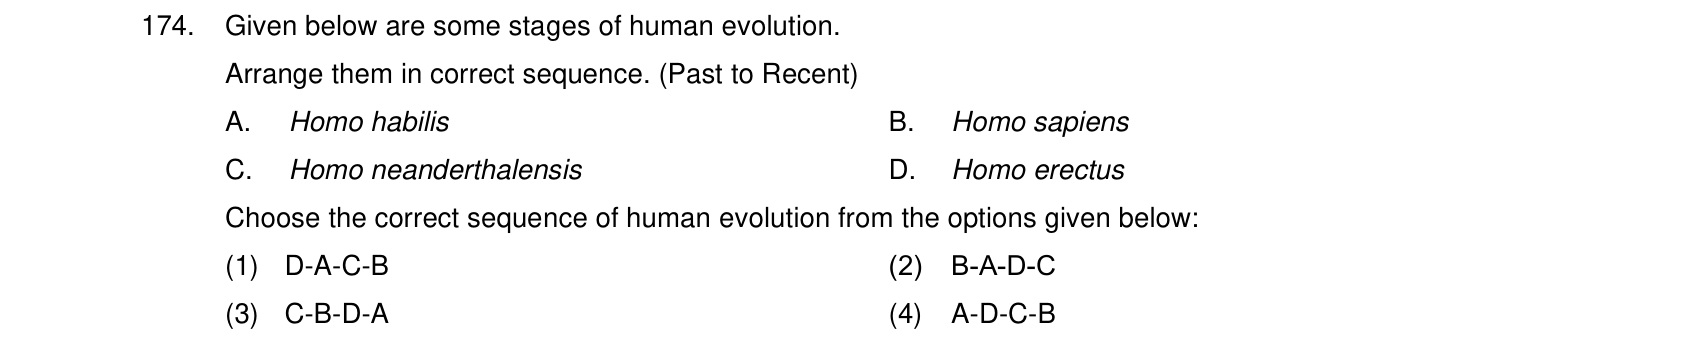 174. Given below are some stages of human evolution.
Arrange them in correct sequence. (Past to Recent)
A. Homo habilis B. Homo sapiens
C. Homo neanderthalensis D. Homo erectus
Choose the correct sequence of human evolution from the options given below:
(1) D-A-C-B (2) B-A-D-C
(3) C-B-D-A (4) A-D-C-B